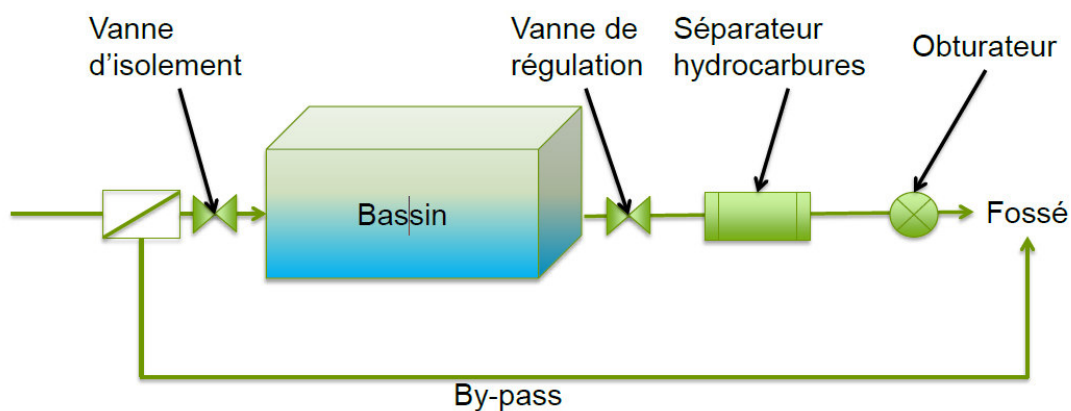 Vanne
d'isolement
Vanne de
régulation
Séparateur
hydrocarbures
Obturateur
Bassin
Fossé
By-pass